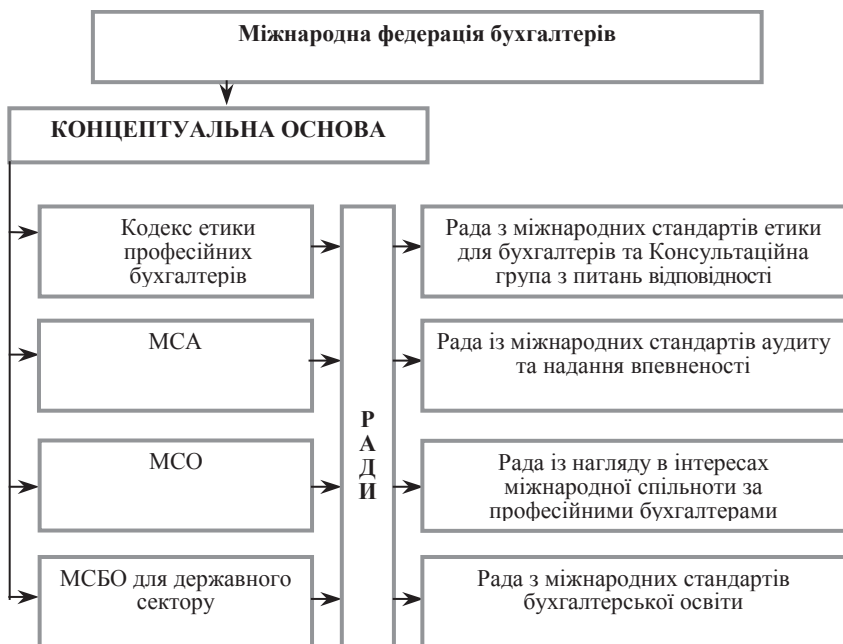 Міжнародна федерація бухгалтерів
КОНЦЕПТУАЛЬНА ОСНОВА
Кодекс етики
професійних
бухгалтерів
Рада з міжнародних стандартів етики
для бухгалтерів та Консультаційна
група з питань відповідності
МСА
Рада із міжнародних стандартів аудиту
та надання впевненості
Р
А
Д
И
МСО
Рада із нагляду в інтересах
міжнародної спільноти за
професійними бухгалтерами
МСБО для державного
сектору
Рада з міжнародних стандартів
бухгалтерської освіти